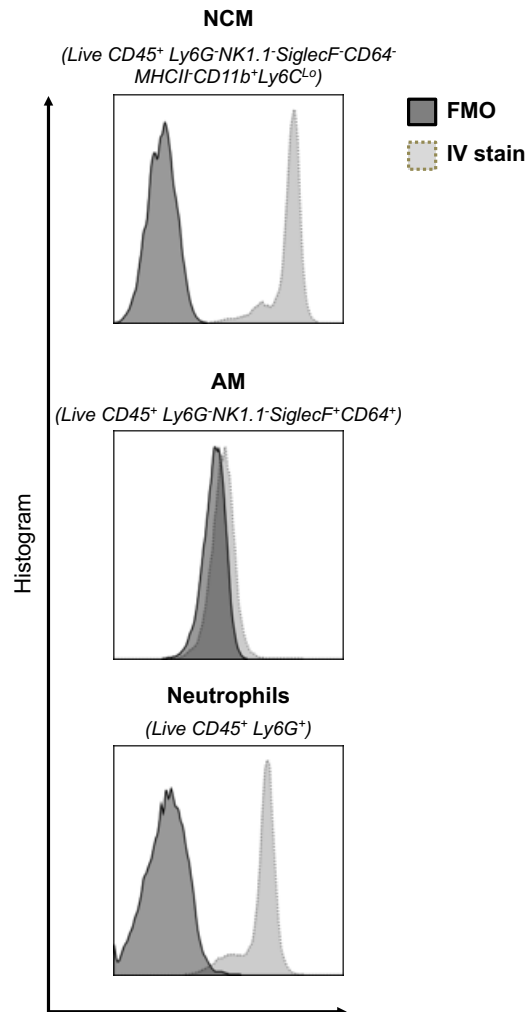 NCM
(Live CD45⁺ Ly6G⁻NK1.1⁻SiglecF⁻CD64⁻
MHCII⁻CD11b⁺Ly6Cᴸᵒ)
FMO
IV stain
AM
(Live CD45⁺ Ly6G⁻NK1.1⁻SiglecF⁺CD64⁺)
Histogram
Neutrophils
(Live CD45⁺ Ly6G⁺)